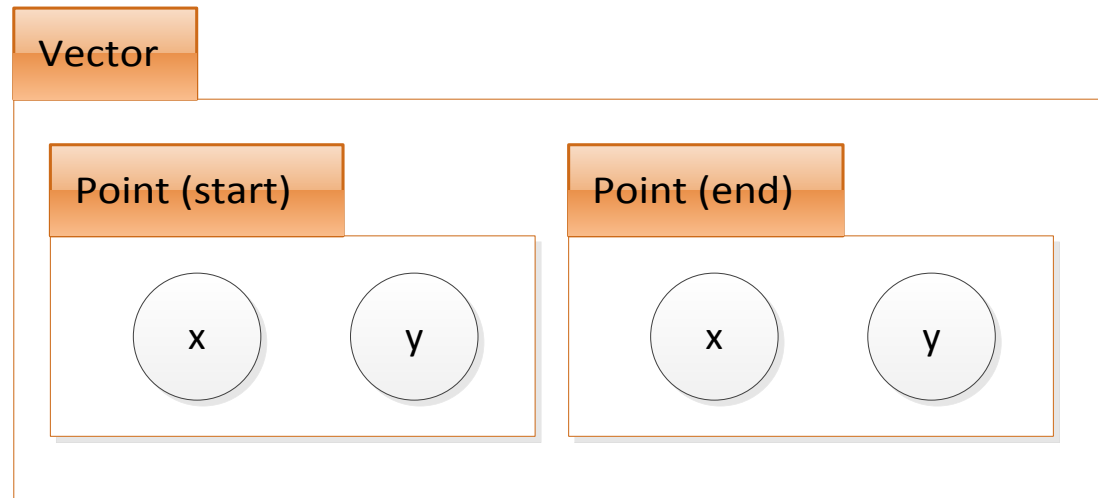 Vector
Point (start)
Point (end)
x
y
x
y